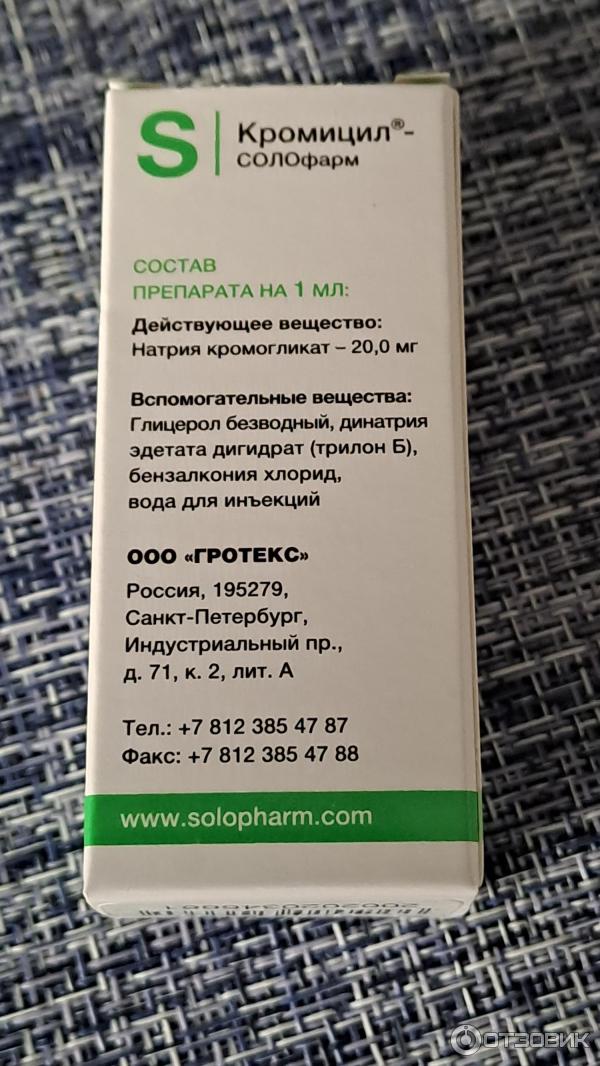 S
Кромицил®-
СОЛОфарм
СОСТАВ
ПРЕПАРАТА НА 1 МЛ:
Действующее вещество:
Натрия кромогликат – 20,0 мг
Вспомогательные вещества:
Глицерол безводный, динатрия
эдетата дигидрат (трилон Б),
бензалкония хлорид,
вода для инъекций
ООО «ГРОТЕКС»
Россия, 195279,
Санкт-Петербург,
Индустриальный пр.,
д. 71, к. 2, лит. А
Тел.: +7 812 385 47 87
Факс: +7 812 385 47 88
www.solopharm.com
ОТЗОВИК